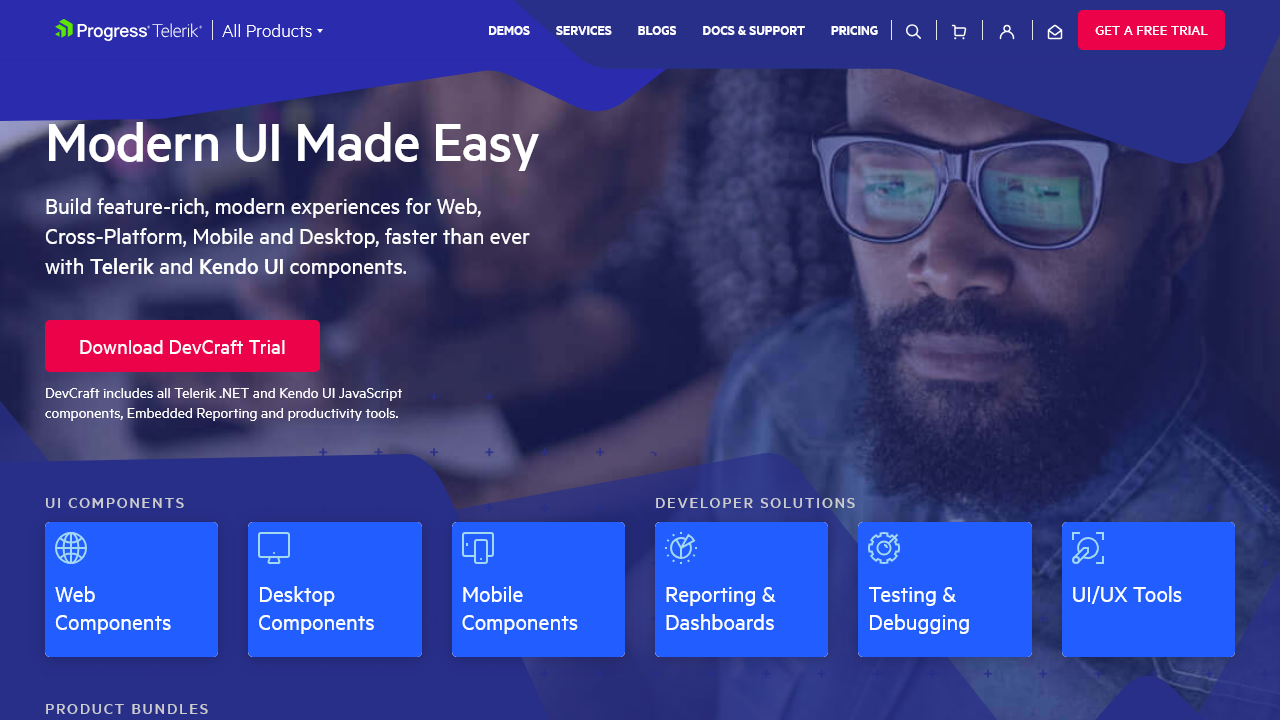 Progress Telerik
All Products
DEMOS
SERVICES
BLOGS
DOCS & SUPPORT
PRICING
GET A FREE TRIAL
Modern UI Made Easy
Build feature-rich, modern experiences for Web,
Cross-Platform, Mobile and Desktop, faster than ever
with Telerik and Kendo UI components.
Download DevCraft Trial
DevCraft includes all Telerik .NET and Kendo UI JavaScript
components, Embedded Reporting and productivity tools.
UI COMPONENTS
Web
Components
Desktop
Components
Mobile
Components
DEVELOPER SOLUTIONS
Reporting &
Dashboards
Testing &
Debugging
UI/UX Tools
PRODUCT BUNDLES